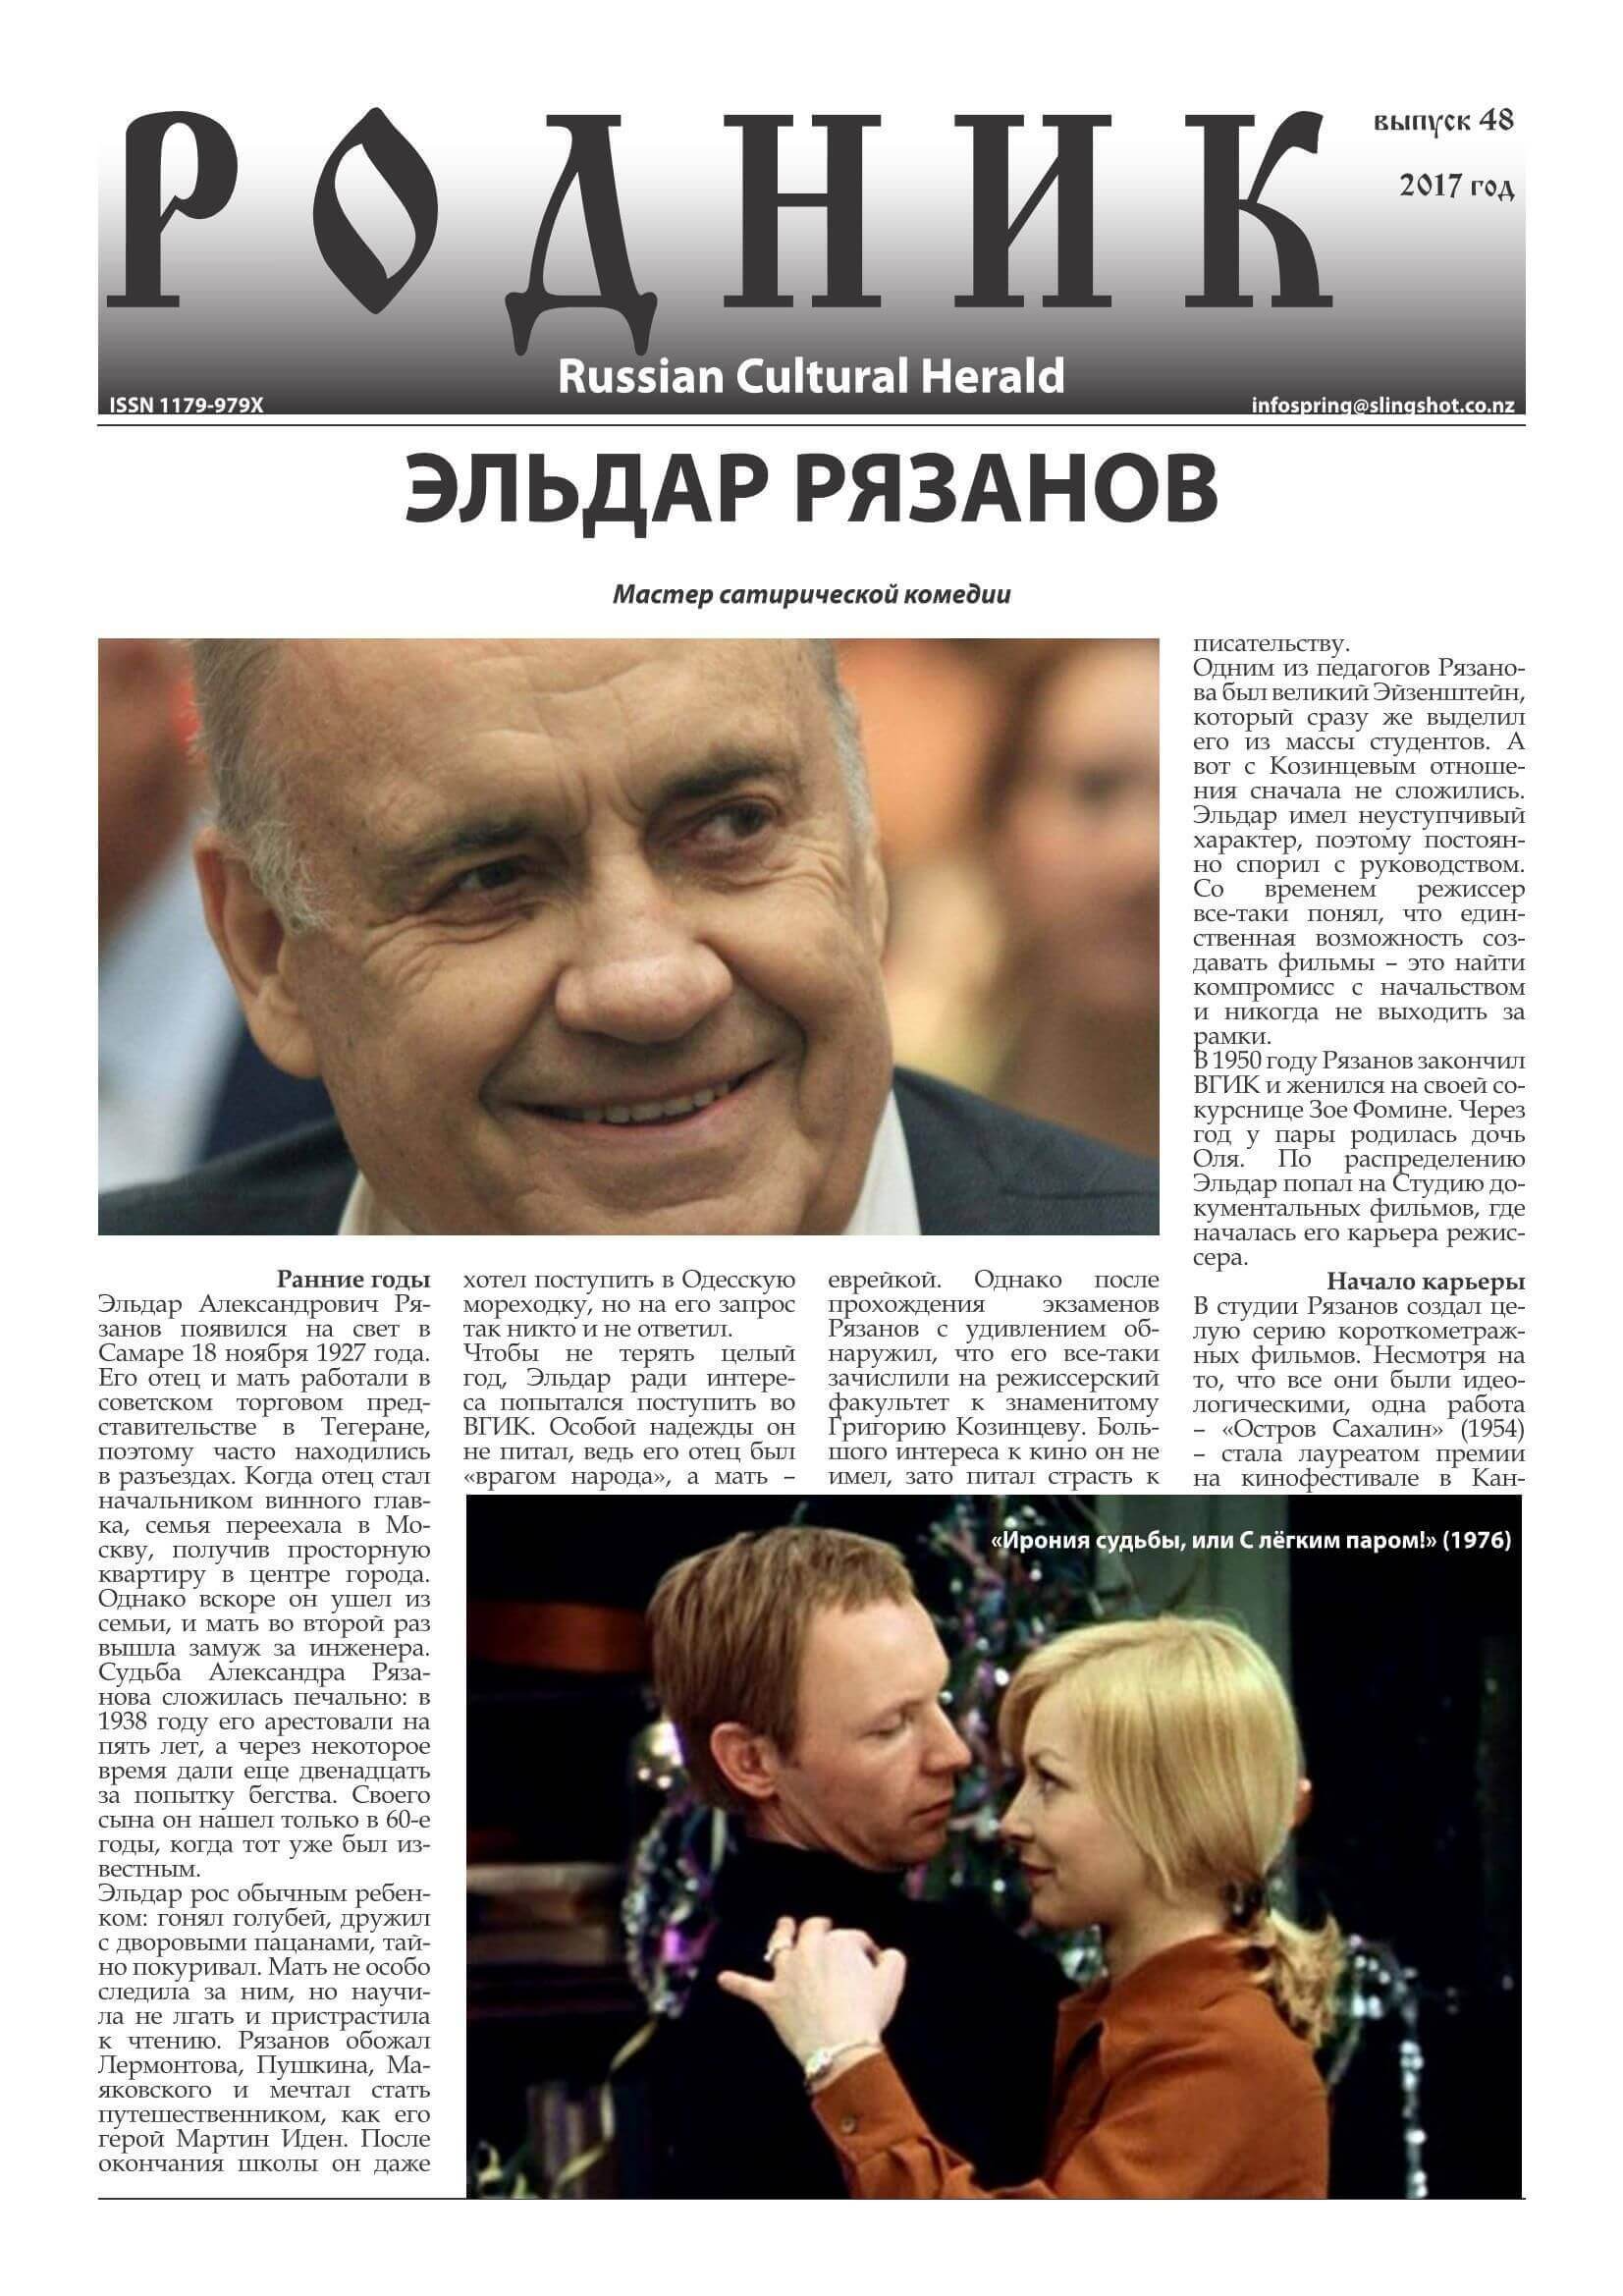 РОДНИК
выпуск 48
2017 год
Russian Cultural Herald
ISSN 1179-979X
infospring@slingshot.co.nz
ЭЛЬДАР РЯЗАНОВ
Мастер сатирической комедии
Ранние годы
Эльдар Александрович Ря-
занов появился на свет в
Самаре 18 ноября 1927 года.
Его отец и мать работали в
советском торговом пред-
ставительстве в Тегеране,
поэтому часто находились
в разъездах. Когда отец стал
начальником винного глав-
ка, семья переехала в Мо-
скву, получив просторную
квартиру в центре города.
Однако вскоре он ушел из
семьи, и мать во второй раз
вышла замуж за инженера.
Судьба Александра Ряза-
нова сложилась печально: в
1938 году его арестовали на
пять лет, а через некоторое
время дали еще двенадцать
за попытку бегства. Своего
сына он нашел только в 60-е
годы, когда тот уже был из-
вестным.
Эльдар рос обычным ребен-
ком: гонял голубей, дружил
с дворовыми пацанами, тай-
но покуривал. Мать не особо
следила за ним, но научи-
ла не лгать и пристрастила
к чтению. Рязанов обожал
Лермонтова, Пушкина, Ма-
яковского и мечтал стать
путешественником, как его
герой Мартин Иден. После
окончания школы он даже
хотел поступить в Одесскую
мореходку, но на его запрос
так никто и не ответил.
Чтобы не терять целый
год, Эльдар ради интере-
са попытался поступить во
ВГИК. Особой надежды он
не питал, ведь его отец был
«врагом народа», а мать –
еврейкой. Однако после
прохождения экзаменов
Рязанов с удивлением об-
наружил, что его все-таки
зачислили на режиссерский
факультет к знаменитому
Григорию Козинцеву. Боль-
шого интереса к кино он не
имел, зато питал страсть к
писательству.
Одним из педагогов Рязано-
ва был великий Эйзенштейн,
который сразу же выделил
его из массы студентов. А
вот с Козинцевым отноше-
ния сначала не сложились.
Эльдар имел неуступчивый
характер, поэтому постоян-
но спорил с руководством.
Со временем режиссер
все-таки понял, что един-
ственная возможность соз-
давать фильмы – это найти
компромисс с начальством
и никогда не выходить за
рамки.
В 1950 году Рязанов закончил
ВГИК и женился на своей со-
курснице Зое Фомине. Через
год у пары родилась дочь
Оля. По распределению
Эльдар попал на Студию до-
кументальных фильмов, где
началась его карьера режис-
сера.
Начало карьеры
В студии Рязанов создал це-
лую серию короткометраж-
ных фильмов. Несмотря на
то, что все они были идео-
логическими, одна работа
– «Остров Сахалин» (1954)
– стала лауреатом премии
на кинофестивале в Кан-
«Ирония судьбы, или С лёгким паром!» (1976)